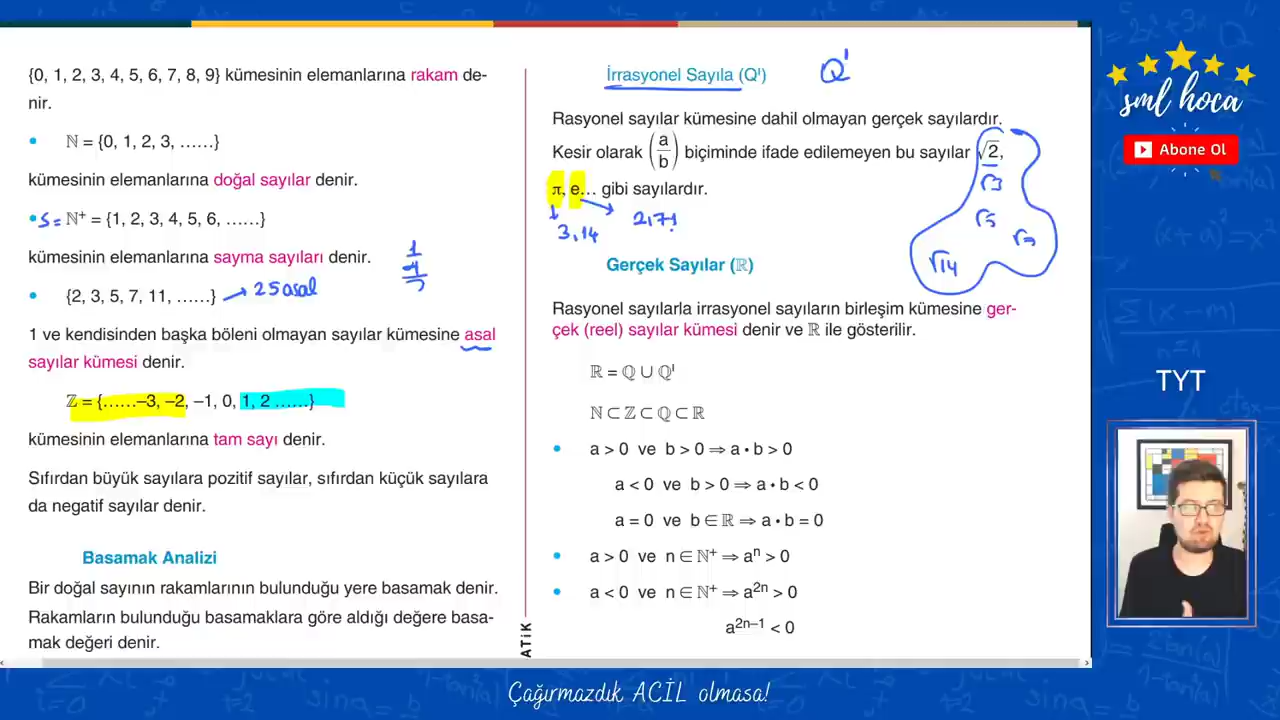 {0, 1, 2, 3, 4, 5, 6, 7, 8, 9} kümesinin elemanlarına rakam de-
nir.
• ℕ = {0, 1, 2, 3, ……}
kümesinin elemanlarına doğal sayılar denir.
• S = ℕ⁺ = {1, 2, 3, 4, 5, 6, ……}
kümesinin elemanlarına sayma sayıları denir.
• {2, 3, 5, 7, 11, ……} → 25 asal
1 ve kendisinden başka böleni olmayan sayılar kümesine asal
sayılar kümesi denir.
ℤ = {……–3, –2, –1, 0, 1, 2 ……}
kümesinin elemanlarına tam sayı denir.
Sıfırdan büyük sayılara pozitif sayılar, sıfırdan küçük sayılara
da negatif sayılar denir.
Basamak Analizi
Bir doğal sayının rakamlarının bulunduğu yere basamak denir.
Rakamların bulunduğu basamaklara göre aldığı değere basa-
mak değeri denir.
ATİK
İrrasyonel Sayıla (Qᴵ) Q'
Rasyonel sayılar kümesine dahil olmayan gerçek sayılardır.
Kesir olarak (a/b) biçiminde ifade edilemeyen bu sayılar √2,
π, e… gibi sayılardır.
3,14
2,71
√3
√5
√14
Gerçek Sayılar (ℝ)
Rasyonel sayılarla irrasyonel sayıların birleşim kümesine ger-
çek (reel) sayılar kümesi denir ve ℝ ile gösterilir.
ℝ = ℚ ∪ ℚᴵ
ℕ ⊂ ℤ ⊂ ℚ ⊂ ℝ
• a > 0 ve b > 0 ⇒ a • b > 0
a < 0 ve b > 0 ⇒ a • b < 0
a = 0 ve b ∈ ℝ ⇒ a • b = 0
• a > 0 ve n ∈ ℕ⁺ ⇒ aⁿ > 0
• a < 0 ve n ∈ ℕ⁺ ⇒ a²ⁿ > 0
a²ⁿ⁻¹ < 0
sml hoca
Abone Ol
TYT
Çağırmazdık ACİL olmasa!